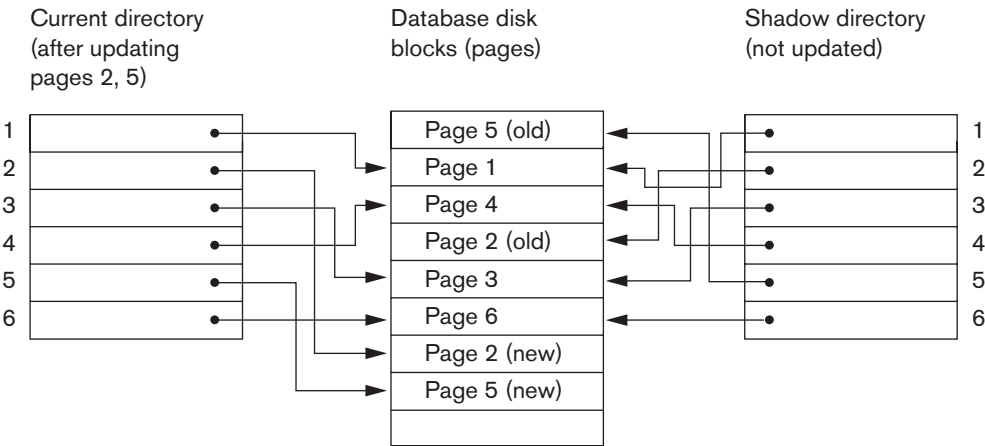 Current directory
(after updating
pages 2, 5)
Database disk
blocks (pages)
Shadow directory
(not updated)
1
2
3
4
5
6
Page 5 (old)
Page 1
Page 4
Page 2 (old)
Page 3
Page 6
Page 2 (new)
Page 5 (new)
1
2
3
4
5
6